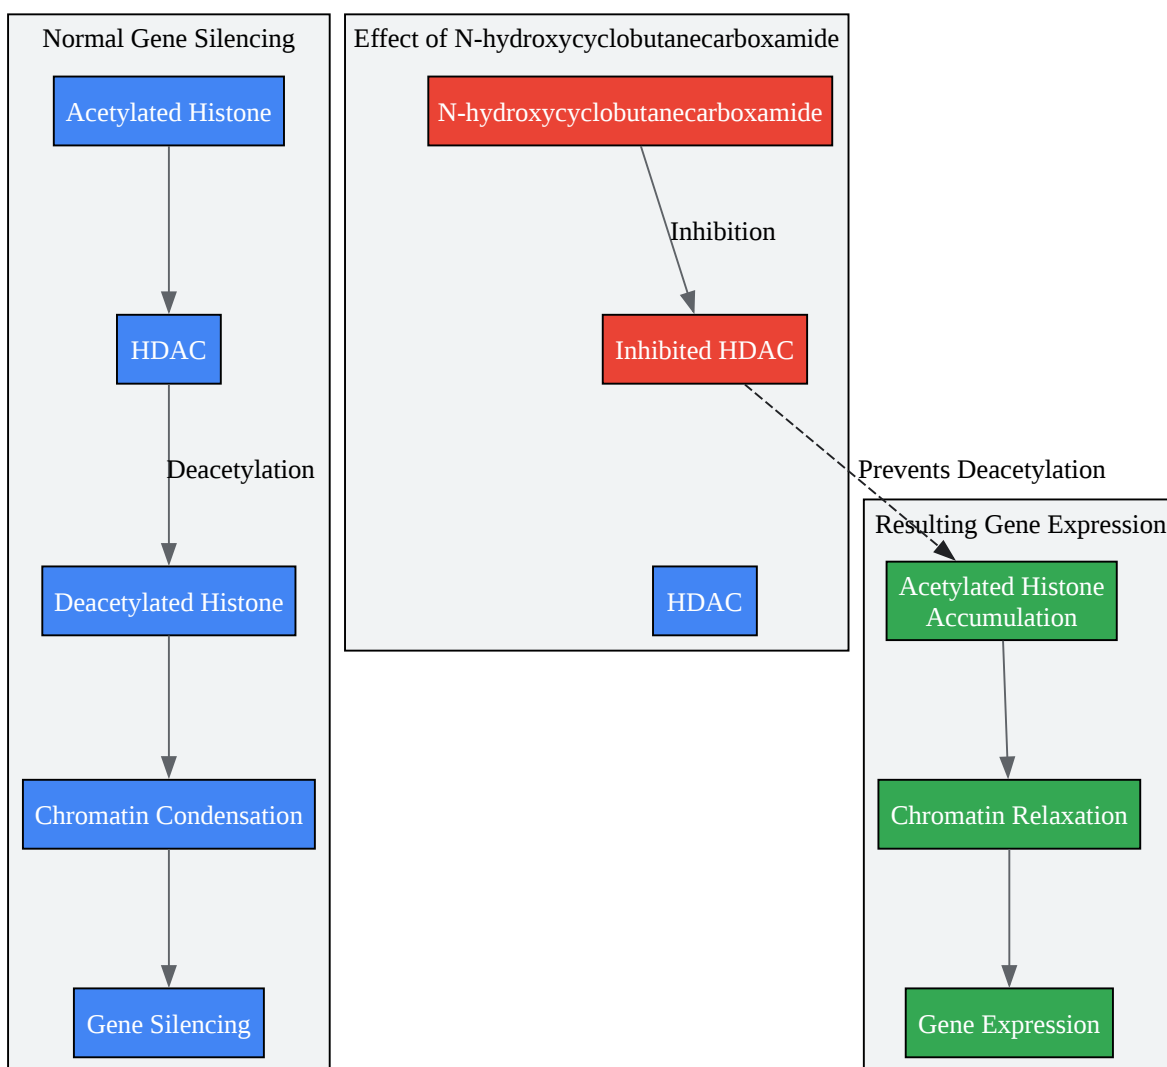 Normal Gene Silencing
Acetylated Histone
HDAC
Deacetylation
Deacetylated Histone
Chromatin Condensation
Gene Silencing
Effect of N-hydroxycyclobutanecarboxamide
N-hydroxycyclobutanecarboxamide
Inhibition
Inhibited HDAC
HDAC
Prevents Deacetylation
Resulting Gene Expression
Acetylated Histone
Accumulation
Chromatin Relaxation
Gene Expression